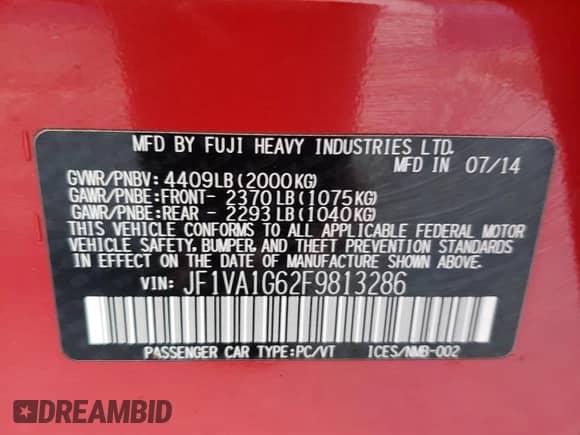 MFD BY FUJI HEAVY INDUSTRIES LTD.
MFD IN 07/14
GVWR/PNBV: 4409LB(2000KG)
GAWR/PNBE:FRONT- 2370LB(1075KG)
GAWR/PNBE:REAR - 2293LB(1040KG)
THIS VEHICLE CONFORMS TO ALL APPLICABLE FEDERAL MOTOR
VEHICLE SAFETY, BUMPER, AND THEFT PREVENTION STANDARDS
IN EFFECT ON THE DATE OF MANUFACTURE SHOWN ABOVE.
VIN: JF1VA1G62F9813286
PASSENGER CAR TYPE:PC/VT ICES/NMB-002
DREAMBID